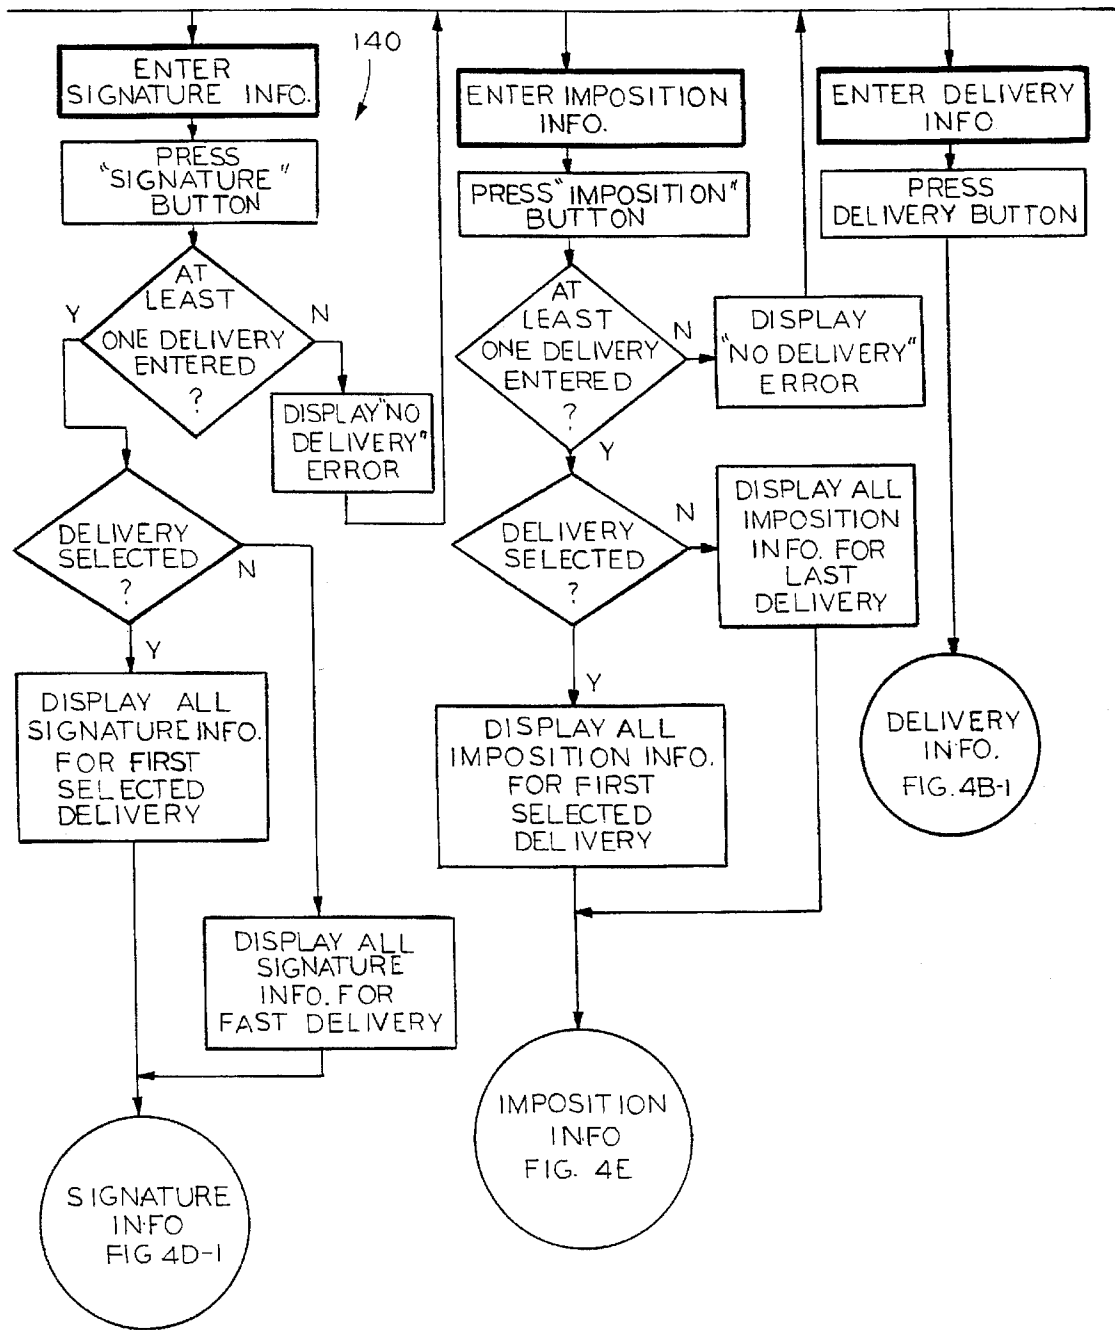 140
ENTER
SIGNATURE INFO.
PRESS
"SIGNATURE"
BUTTON
AT
LEAST
ONE DELIVERY
ENTERED
?
Y
N
DISPLAY "NO
DELIVERY"
ERROR
DELIVERY
SELECTED
?
N
Y
DISPLAY ALL
SIGNATURE INFO.
FOR FIRST
SELECTED
DELIVERY
DISPLAY ALL
SIGNATURE
INFO. FOR
FAST DELIVERY
SIGNATURE
INFO
FIG 4D-1
ENTER IMPOSITION
INFO.
PRESS "IMPOSITION"
BUTTON
AT
LEAST
ONE DELIVERY
ENTERED
?
N
Y
DISPLAY
"NO DELIVERY"
ERROR
DELIVERY
SELECTED
?
N
Y
DISPLAY ALL
IMPOSITION
INFO. FOR
LAST
DELIVERY
DISPLAY ALL
IMPOSITION INFO.
FOR FIRST
SELECTED
DELIVERY
IMPOSITION
INFO
FIG. 4E
ENTER DELIVERY
INFO
PRESS
DELIVERY BUTTON
DELIVERY
INFO.
FIG. 4B-1